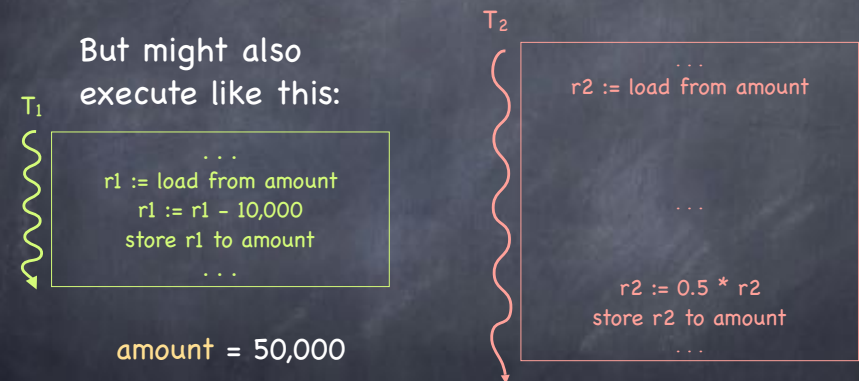 But might also
execute like this:
T1
. . .
r1 := load from amount
r1 := r1 - 10,000
store r1 to amount
. . .
amount = 50,000
T2
. . .
r2 := load from amount
. . .
r2 := 0.5 * r2
store r2 to amount
. . .